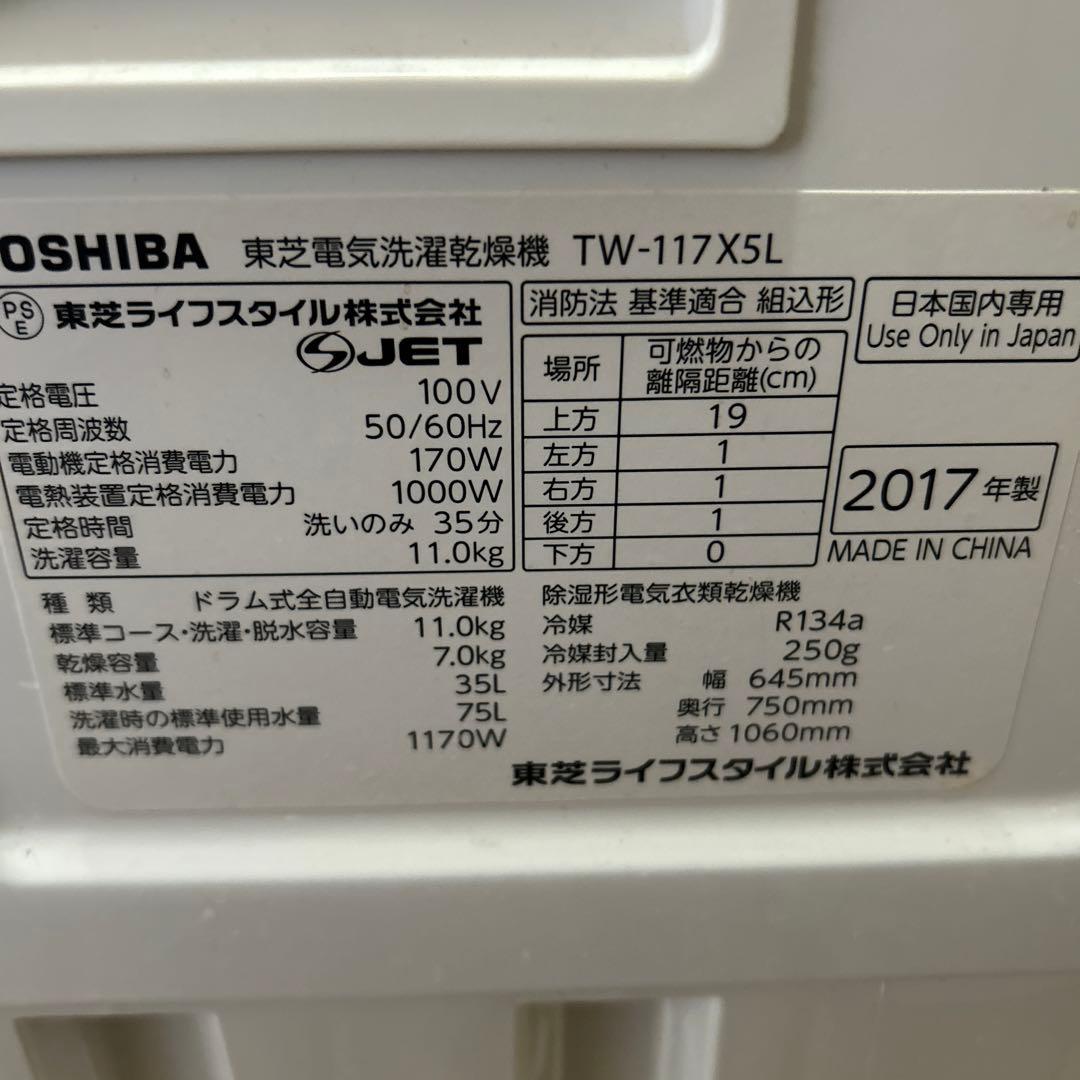 OSHIBA 東芝電気洗濯乾燥機 TW-117X5L
PS
E
東芝ライフスタイル株式会社
SJET
定格電圧 100V
定格周波数 50/60Hz
電動機定格消費電力 170W
電熱装置定格消費電力 1000W
定格時間 洗いのみ 35分
洗濯容量 11.0kg
消防法 基準適合 組込形
場所 可燃物からの
離隔距離(cm)
上方 19
左方 1
右方 1
後方 1
下方 0
日本国内専用
Use Only in Japan
2017年製
MADE IN CHINA
種類 ドラム式全自動電気洗濯機
標準コース・洗濯・脱水容量 11.0kg
乾燥容量 7.0kg
標準水量 35L
洗濯時の標準使用水量 75L
最大消費電力 1170W
除湿形電気衣類乾燥機
冷媒 R134a
冷媒封入量 250g
外形寸法 幅 645mm
奥行 750mm
高さ 1060mm
東芝ライフスタイル株式会社